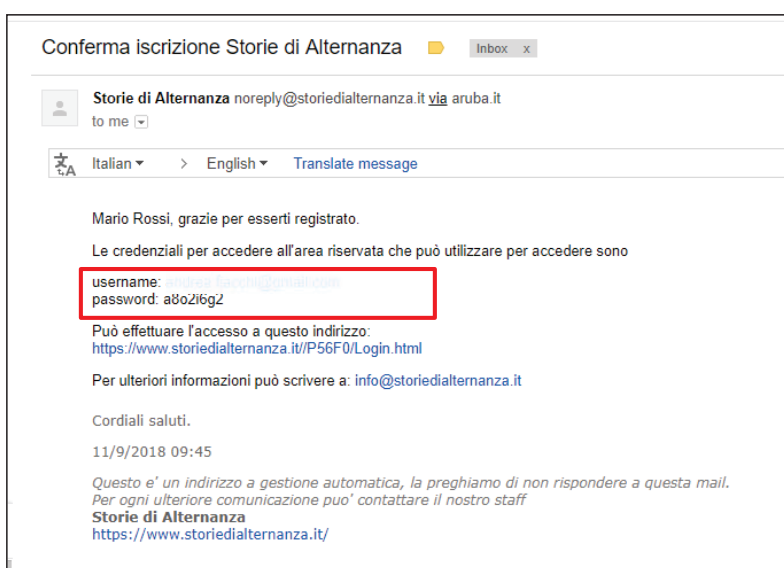 Conferma iscrizione Storie di Alternanza Inbox x
Storie di Alternanza noreply@storiedialternanza.it via aruba.it
to me
Italian > English Translate message
Mario Rossi, grazie per esserti registrato.
Le credenziali per accedere all'area riservata che può utilizzare per accedere sono
username:
password: a8o2i6g2
Può effettuare l'accesso a questo indirizzo:
https://www.storiedialternanza.it//P56F0/Login.html
Per ulteriori informazioni può scrivere a: info@storiedialternanza.it
Cordiali saluti.
11/9/2018 09:45
Questo e' un indirizzo a gestione automatica, la preghiamo di non rispondere a questa mail.
Per ogni ulteriore comunicazione puo' contattare il nostro staff
Storie di Alternanza
https://www.storiedialternanza.it/